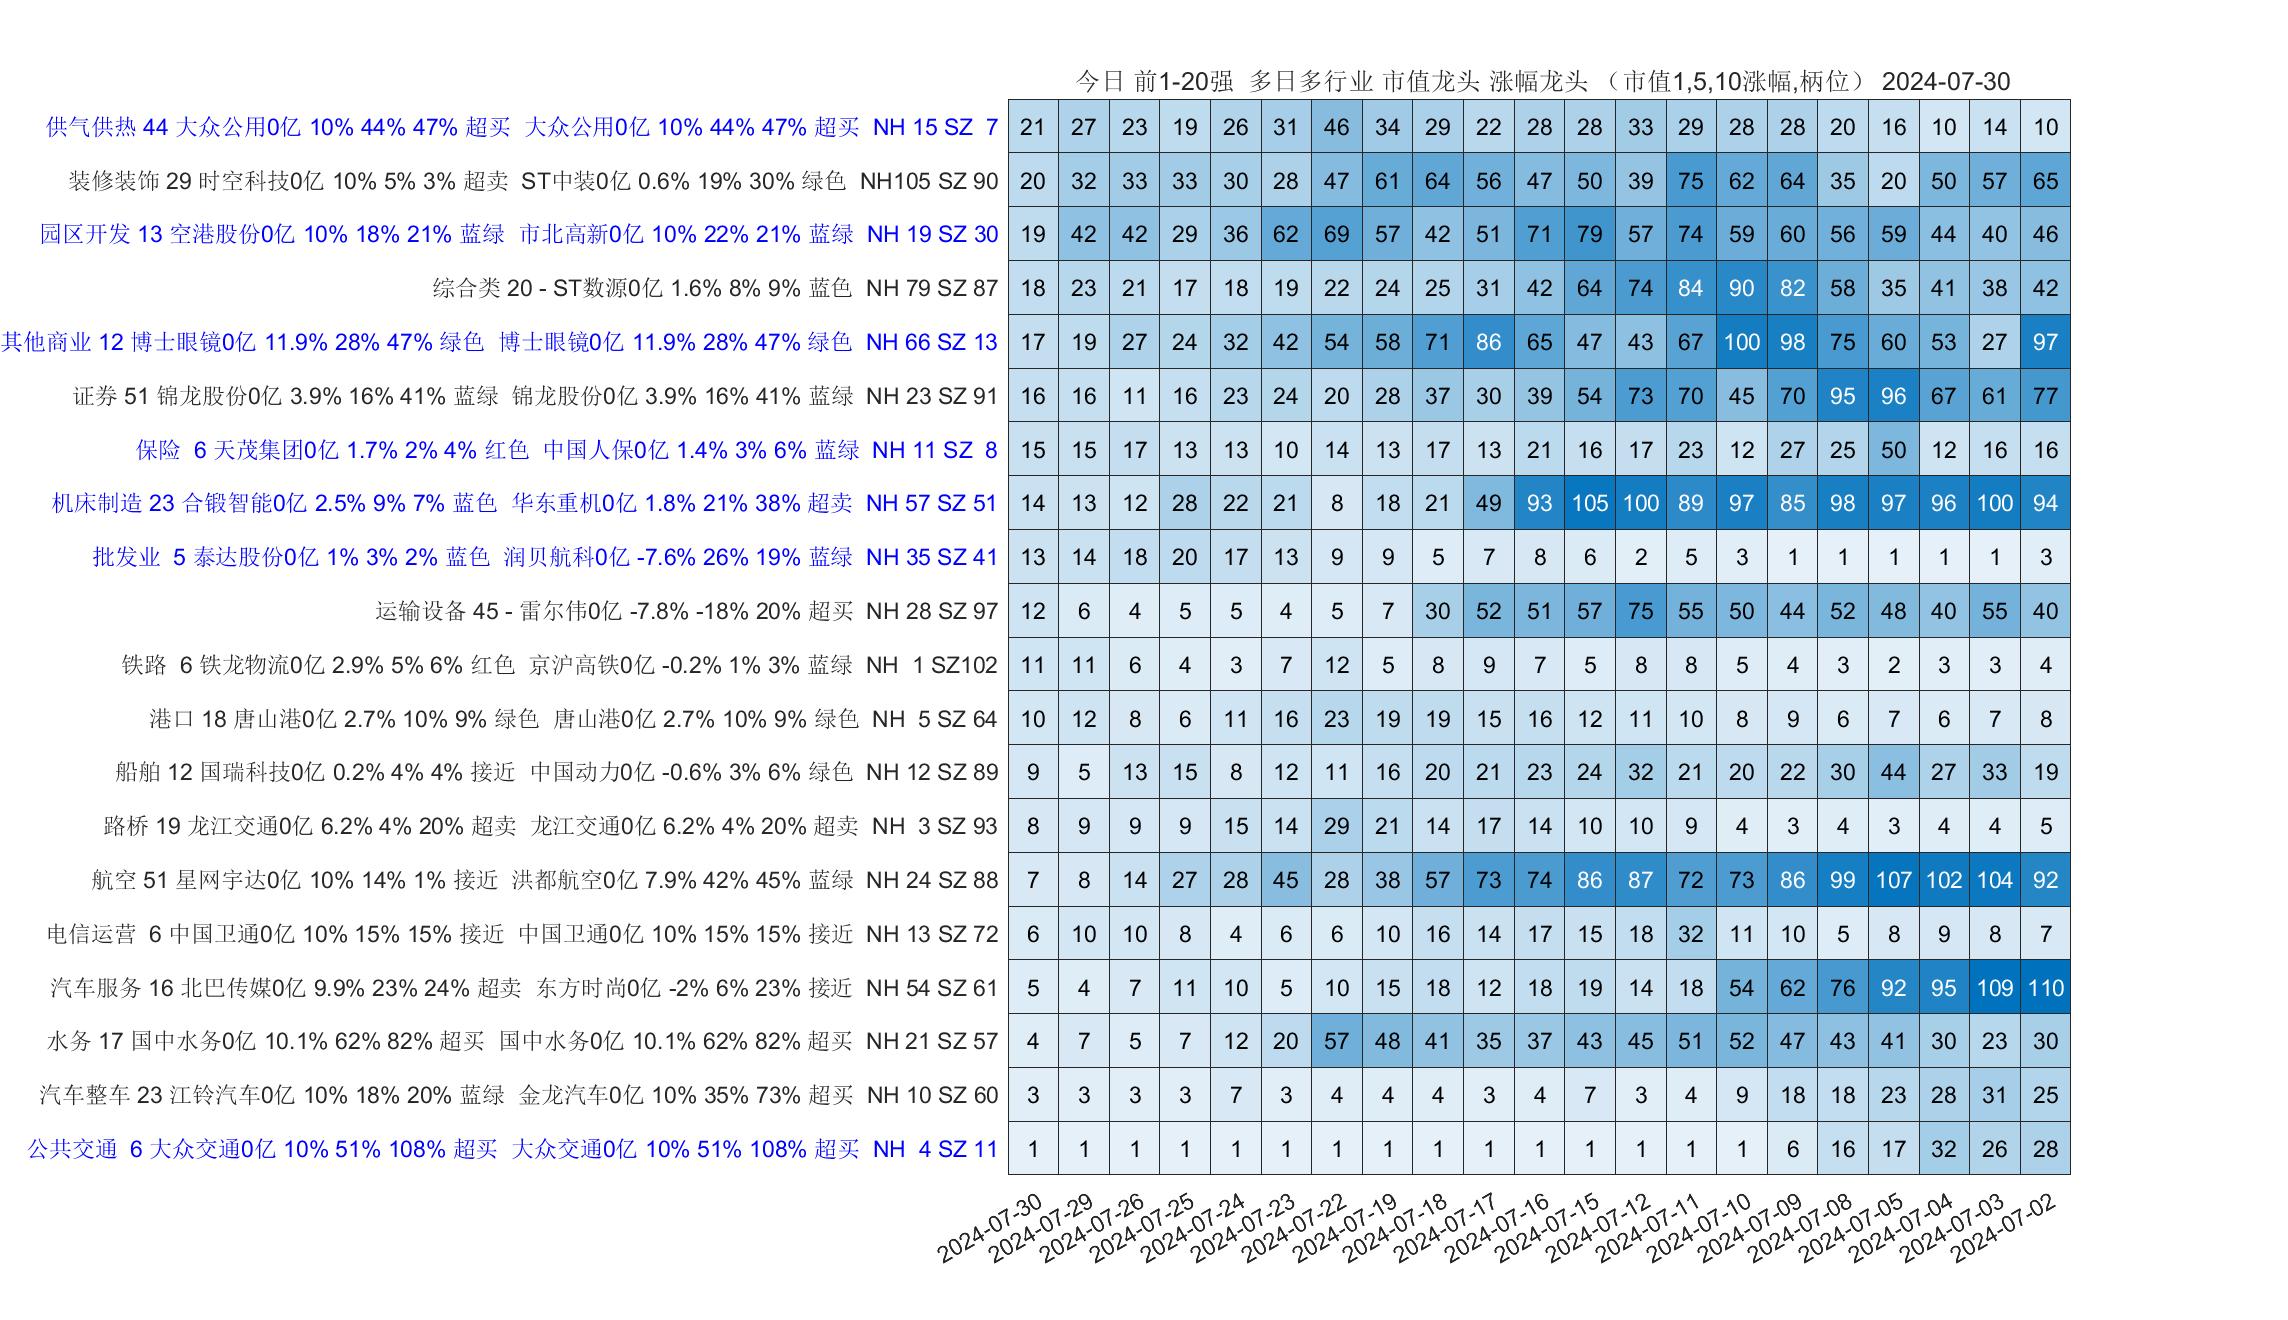 今日 前1-20强 多日多行业 市值龙头 涨幅龙头 （市值1,5,10涨幅,柄位） 2024-07-30
供气供热 44 大众公用0亿 10% 44% 47% 超买 大众公用0亿 10% 44% 47% 超买 NH 15 SZ 7 21 27 23 19 26 31 46 34 29 22 28 28 33 29 28 28 20 16 10 14 10
装修装饰 29 时空科技0亿 10% 5% 3% 超卖 ST中装0亿 0.6% 19% 30% 绿色 NH105 SZ 90 20 32 33 33 30 28 47 61 64 56 47 50 39 75 62 64 35 20 50 57 65
园区开发 13 空港股份0亿 10% 18% 21% 蓝绿 市北高新0亿 10% 22% 21% 蓝绿 NH 19 SZ 30 19 42 42 29 36 62 69 57 42 51 71 79 57 74 59 60 56 59 44 40 46
综合类 20 - ST数源0亿 1.6% 8% 9% 蓝色 NH 79 SZ 87 18 23 21 17 18 19 22 24 25 31 42 64 74 84 90 82 58 35 41 38 42
其他商业 12 博士眼镜0亿 11.9% 28% 47% 绿色 博士眼镜0亿 11.9% 28% 47% 绿色 NH 66 SZ 13 17 19 27 24 32 42 54 58 71 86 65 47 43 67 100 98 75 60 53 27 97
证券 51 锦龙股份0亿 3.9% 16% 41% 蓝绿 锦龙股份0亿 3.9% 16% 41% 蓝绿 NH 23 SZ 91 16 16 11 16 23 24 20 28 37 30 39 54 73 70 45 70 95 96 67 61 77
保险 6 天茂集团0亿 1.7% 2% 4% 红色 中国人保0亿 1.4% 3% 6% 蓝绿 NH 11 SZ 8 15 15 17 13 13 10 14 13 17 13 21 16 17 23 12 27 25 50 12 16 16
机床制造 23 合锻智能0亿 2.5% 9% 7% 蓝色 华东重机0亿 1.8% 21% 38% 超卖 NH 57 SZ 51 14 13 12 28 22 21 8 18 21 49 93 105 100 89 97 85 98 97 96 100 94
批发业 5 泰达股份0亿 1% 3% 2% 蓝色 润贝航科0亿 -7.6% 26% 19% 蓝绿 NH 35 SZ 41 13 14 18 20 17 13 9 9 5 7 8 6 2 5 3 1 1 1 1 1 3
运输设备 45 - 雷尔伟0亿 -7.8% -18% 20% 超买 NH 28 SZ 97 12 6 4 5 5 4 5 7 30 52 51 57 75 55 50 44 52 48 40 55 40
铁路 6 铁龙物流0亿 2.9% 5% 6% 红色 京沪高铁0亿 -0.2% 1% 3% 蓝绿 NH 1 SZ102 11 11 6 4 3 7 12 5 8 9 7 5 8 8 5 4 3 2 3 3 4
港口 18 唐山港0亿 2.7% 10% 9% 绿色 唐山港0亿 2.7% 10% 9% 绿色 NH 5 SZ 64 10 12 8 6 11 16 23 19 19 15 16 12 11 10 8 9 6 7 6 7 8
船舶 12 国瑞科技0亿 0.2% 4% 4% 接近 中国动力0亿 -0.6% 3% 6% 绿色 NH 12 SZ 89 9 5 13 15 8 12 11 16 20 21 23 24 32 21 20 22 30 44 27 33 19
路桥 19 龙江交通0亿 6.2% 4% 20% 超卖 龙江交通0亿 6.2% 4% 20% 超卖 NH 3 SZ 93 8 9 9 9 15 14 29 21 14 17 14 10 10 9 4 3 4 3 4 4 5
航空 51 星网宇达0亿 10% 14% 1% 接近 洪都航空0亿 7.9% 42% 45% 蓝绿 NH 24 SZ 88 7 8 14 27 28 45 28 38 57 73 74 86 87 72 73 86 99 107 102 104 92
电信运营 6 中国卫通0亿 10% 15% 15% 接近 中国卫通0亿 10% 15% 15% 接近 NH 13 SZ 72 6 10 10 8 4 6 6 10 16 14 17 15 18 32 11 10 5 8 9 8 7
汽车服务 16 北巴传媒0亿 9.9% 23% 24% 超卖 东方时尚0亿 -2% 6% 23% 接近 NH 54 SZ 61 5 4 7 11 10 5 10 15 18 12 18 19 14 18 54 62 76 92 95 109 110
水务 17 国中水务0亿 10.1% 62% 82% 超买 国中水务0亿 10.1% 62% 82% 超买 NH 21 SZ 57 4 7 5 7 12 20 57 48 41 35 37 43 45 51 52 47 43 41 30 23 30
汽车整车 23 江铃汽车0亿 10% 18% 20% 蓝绿 金龙汽车0亿 10% 35% 73% 超买 NH 10 SZ 60 3 3 3 3 7 3 4 4 4 3 4 7 3 4 9 18 18 23 28 31 25
公共交通 6 大众交通0亿 10% 51% 108% 超买 大众交通0亿 10% 51% 108% 超买 NH 4 SZ 11 1 1 1 1 1 1 1 1 1 1 1 1 1 1 1 6 16 17 32 26 28
2024-07-30 2024-07-29 2024-07-26 2024-07-25 2024-07-24 2024-07-23 2024-07-22 2024-07-19 2024-07-18 2024-07-17 2024-07-16 2024-07-15 2024-07-12 2024-07-11 2024-07-10 2024-07-09 2024-07-08 2024-07-05 2024-07-04 2024-07-03 2024-07-02